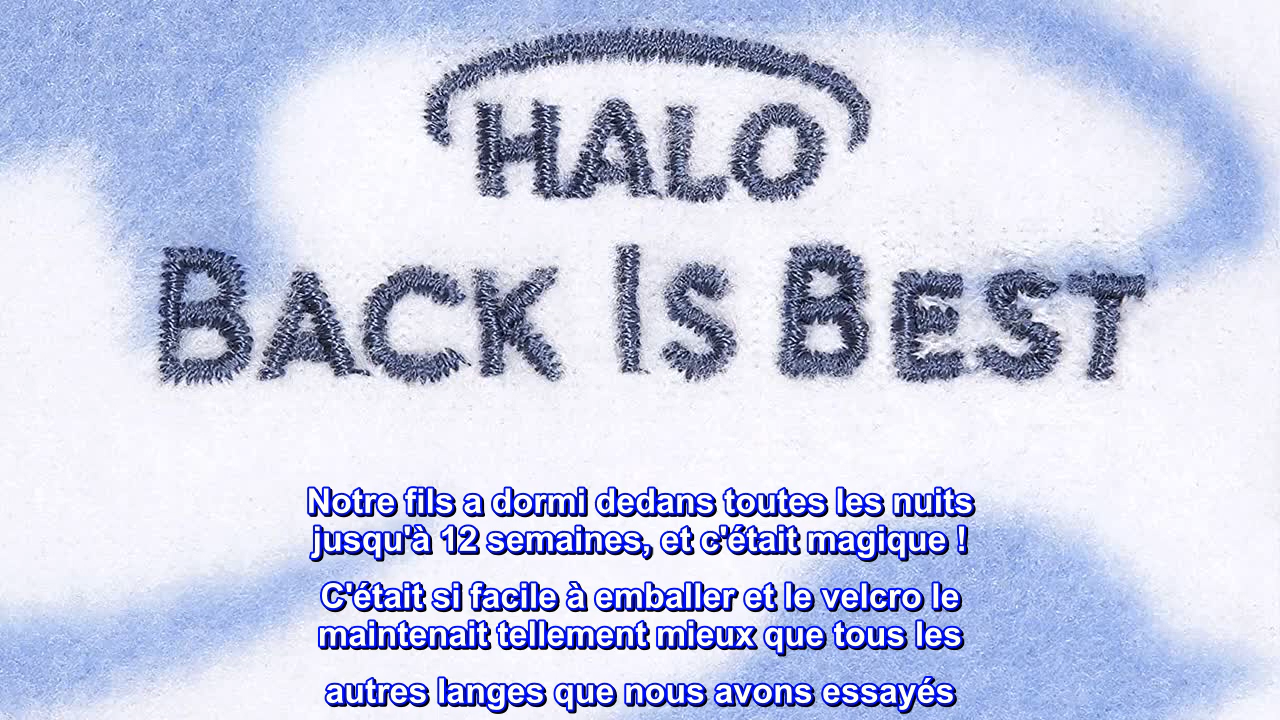 HALO
BACK IS BEST
Notre fils a dormi dedans toutes les nuits
jusqu'à 12 semaines, et c'était magique !
C'était si facile à emballer et le velcro le
maintenait tellement mieux que tous les
autres langes que nous avons essayés